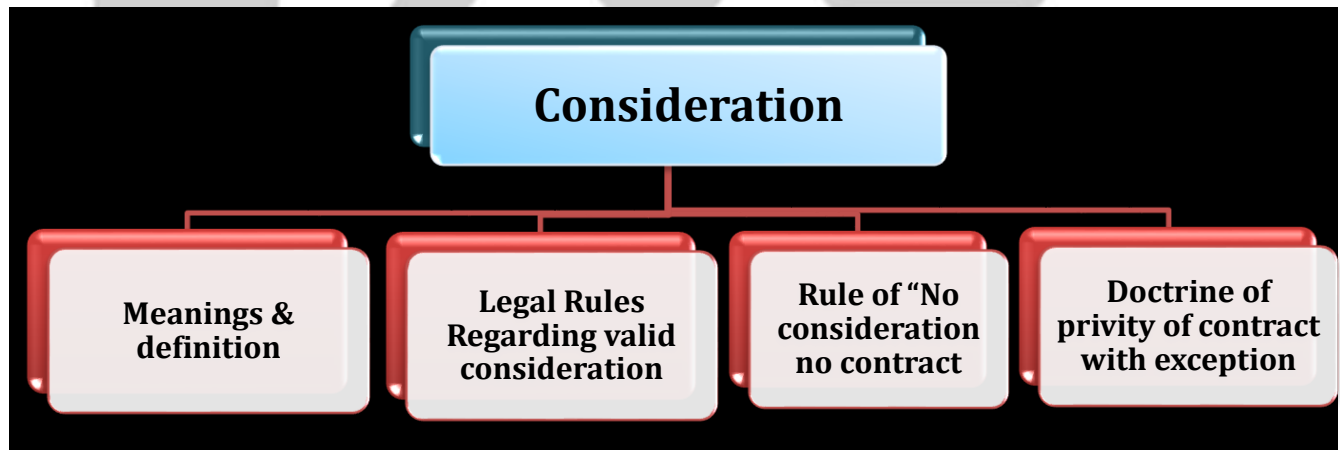 Consideration
Meanings &
definition
Legal Rules
Regarding valid
consideration
Rule of “No
consideration
no contract
Doctrine of
privity of contract
with exception